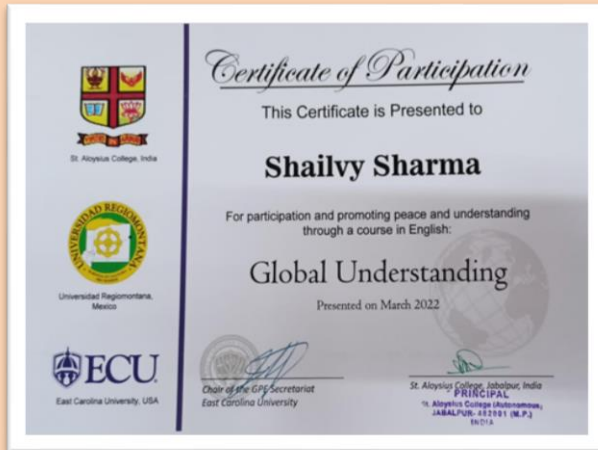 Certificate of Participation
This Certificate is Presented to
Shailvy Sharma
For participation and promoting peace and understanding
through a course in English:
Global Understanding
Presented on March 2022
St. Aloysius College, India
UNIVERSIDAD REGIOMONTANA
Universidad Regiomontana,
Mexico
ECU
East Carolina University, USA
Chair of the GPE Secretariat
East Carolina University
St. Aloysius College, Jabalpur, India
PRINCIPAL
St. Aloysius College (Autonomous)
JABALPUR- 482001 (M.P.)
INDIA